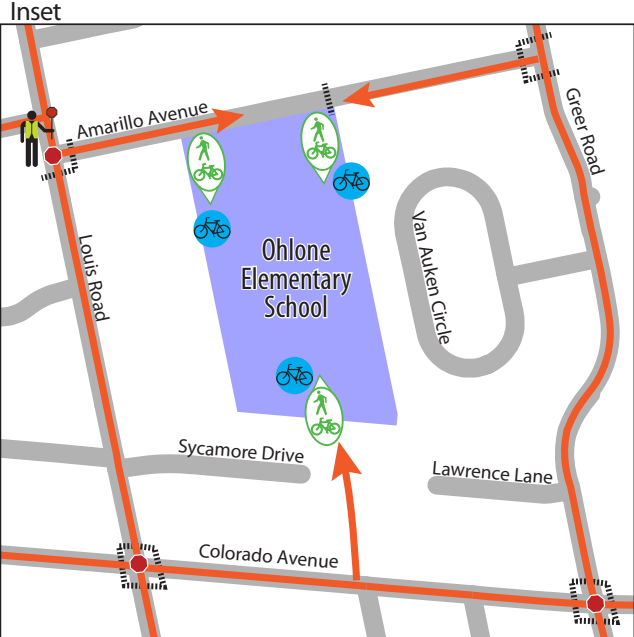 Inset
Amarillo Avenue
Greer Road
Louis Road
Van Auken Circle
Ohlone
Elementary
School
Sycamore Drive
Lawrence Lane
Colorado Avenue